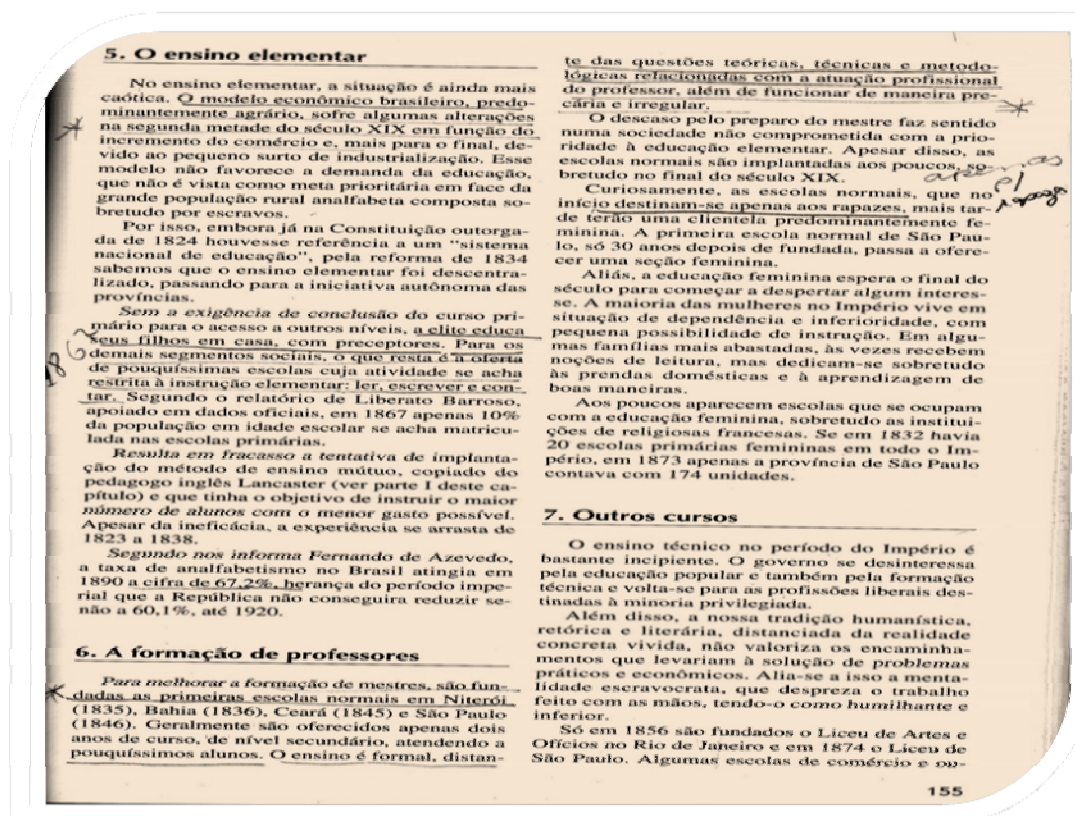 5. O ensino elementar
No ensino elementar, a situação é ainda mais
caótica. O modelo econômico brasileiro, predo-
minantemente agrário, sofre algumas alterações
na segunda metade do século XIX em função do
incremento do comércio e, mais para o final, de-
vido ao pequeno surto de industrialização. Esse
modelo não favorece a demanda da educação,
que não é vista como meta prioritária em face da
grande população rural analfabeta composta so-
bretudo por escravos.
Por isso, embora já na Constituição outorga-
da de 1824 houvesse referência a um "sistema
nacional de educação", pela reforma de 1834
sabemos que o ensino elementar foi descentra-
lizado, passando para a iniciativa autônoma das
províncias.
Sem a exigência de conclusão do curso pri-
mário para o acesso a outros níveis, a elite educa
seus filhos em casa, com preceptores. Para os
demais segmentos sociais, o que resta é a oferta
de pouquíssimas escolas cuja atividade se acha
restrita à instrução elementar: ler, escrever e con-
tar. Segundo o relatório de Liberato Barroso,
apoiado em dados oficiais, em 1867 apenas 10%
da população em idade escolar se acha matricu-
lada nas escolas primárias.
Resulta em fracasso a tentativa de implanta-
ção do método de ensino mútuo, copiado do
pedagogo inglês Lancaster (ver parte I deste ca-
pítulo) e que tinha o objetivo de instruir o maior
número de alunos com o menor gasto possível.
Apesar da ineficácia, a experiência se arrasta de
1823 a 1838.
Segundo nos informa Fernando de Azevedo,
a taxa de analfabetismo no Brasil atingia em
1890 a cifra de 67,2%, herança do período impe-
rial que a República não conseguira reduzir se-
não a 60,1%, até 1920.
6. A formação de professores
Para melhorar a formação de mestres, são fun-
dadas as primeiras escolas normais em Niterói
(1835), Bahia (1836), Ceará (1845) e São Paulo
(1846). Geralmente são oferecidos apenas dois
anos de curso, de nível secundário, atendendo a
pouquíssimos alunos. O ensino é formal, distan-
te das questões teóricas, técnicas e metodo-
lógicas relacionadas com a atuação profissional
do professor, além de funcionar de maneira pre-
cária e irregular.
O descaso pelo preparo do mestre faz sentido
numa sociedade não comprometida com a prio-
ridade à educação elementar. Apesar disso, as
escolas normais são implantadas aos poucos, so-
bretudo no final do século XIX.
Curiosamente, as escolas normais, que no
início destinam-se apenas aos rapazes, mais tar-
de terão uma clientela predominantemente fe-
minina. A primeira escola normal de São Pau-
lo, só 30 anos depois de fundada, passa a ofere-
cer uma seção feminina.
Aliás, a educação feminina espera o final do
século para começar a despertar algum interes-
se. A maioria das mulheres no Império vive em
situação de dependência e inferioridade, com
pequena possibilidade de instrução. Em algu-
mas famílias mais abastadas, às vezes recebem
noções de leitura, mas dedicam-se sobretudo
às prendas domésticas e à aprendizagem de
boas maneiras.
Aos poucos aparecem escolas que se ocupam
com a educação feminina, sobretudo as institui-
ções de religiosas francesas. Se em 1832 havia
20 escolas primárias femininas em todo o Im-
pério, em 1873 apenas a província de São Paulo
contava com 174 unidades.
7. Outros cursos
O ensino técnico no período do Império é
bastante incipiente. O governo se desinteressa
pela educação popular e também pela formação
técnica e volta-se para as profissões liberais des-
tinadas à minoria privilegiada.
Além disso, a nossa tradição humanística,
retórica e literária, distanciada da realidade
concreta vivida, não valoriza os encaminha-
mentos que levariam à solução de problemas
práticos e econômicos. Alia-se a isso a menta-
lidade escravocrata, que despreza o trabalho
feito com as mãos, tendo-o como humilhante e
inferior.
Só em 1856 são fundados o Liceu de Artes e
Ofícios no Rio de Janeiro e em 1874 o Liceu de
São Paulo. Algumas escolas de comércio e ou-
155
1867